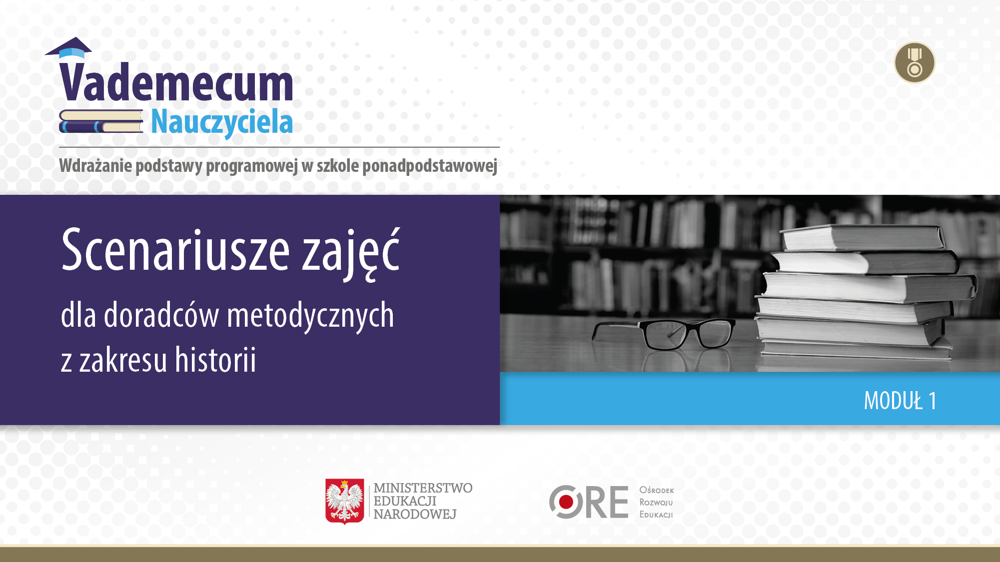 Vademecum
Nauczyciela
Wdrażanie podstawy programowej w szkole ponadpodstawowej
Scenariusze zajęć
dla doradców metodycznych
z zakresu historii
MODUŁ 1
MINISTERSTWO
EDUKACJI
NARODOWEJ
ORE
Ośrodek
Rozwoju
Edukacji